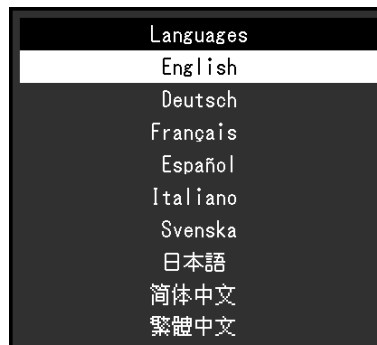 Languages
English
Deutsch
Français
Español
Italiano
Svenska
日本語
简体中文
繁體中文